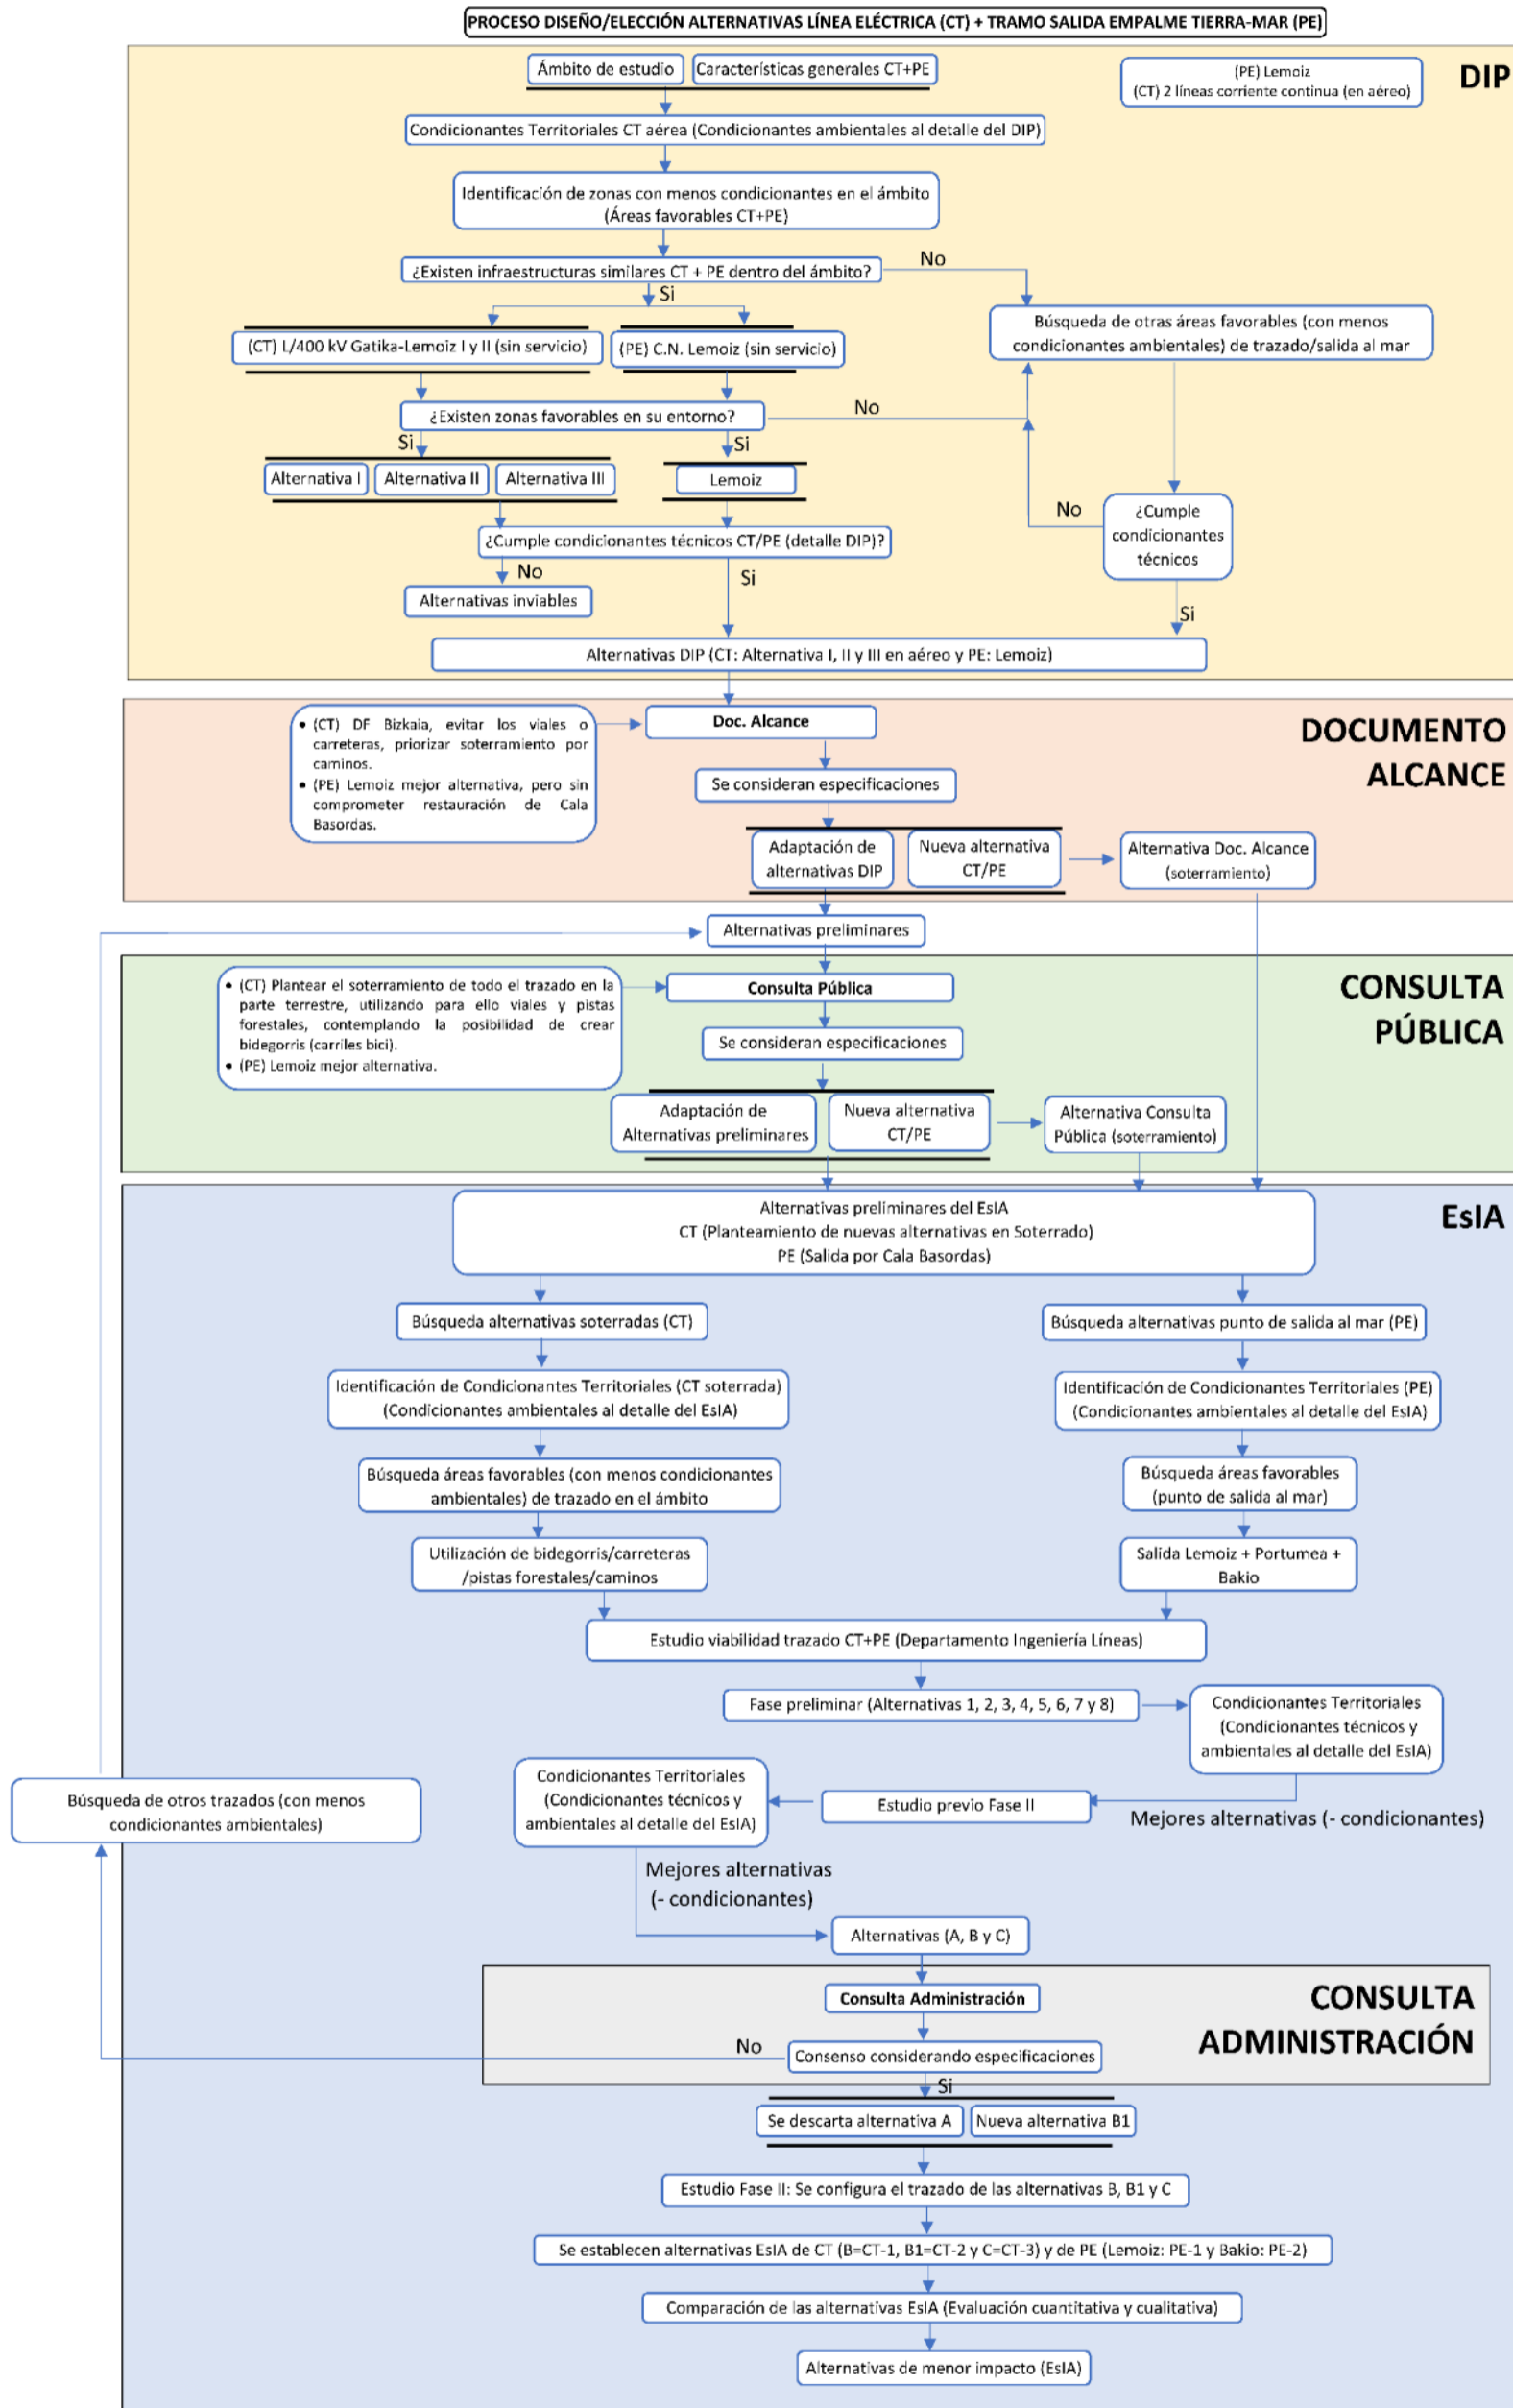 PROCESO DISEÑO/ELECCIÓN ALTERNATIVAS LÍNEA ELÉCTRICA (CT) + TRAMO SALIDA EMPALME TIERRA-MAR (PE)
DIP
Ámbito de estudio
Características generales CT+PE
(PE) Lemoiz
(CT) 2 líneas corriente continua (en aéreo)
Condicionantes Territoriales CT aérea (Condicionantes ambientales al detalle del DIP)
Identificación de zonas con menos condicionantes en el ámbito
(Áreas favorables CT+PE)
¿Existen infraestructuras similares CT + PE dentro del ámbito?
No
Si
Búsqueda de otras áreas favorables (con menos
condicionantes ambientales) de trazado/salida al mar
(CT) L/400 kV Gatika-Lemoiz I y II (sin servicio)
(PE) C.N. Lemoiz (sin servicio)
¿Existen zonas favorables en su entorno?
No
Si
Si
Alternativa I
Alternativa II
Alternativa III
Lemoiz
No
¿Cumple
condicionantes
técnicos
¿Cumple condicionantes técnicos CT/PE (detalle DIP)?
No
Si
Alternativas inviables
Si
Alternativas DIP (CT: Alternativa I, II y III en aéreo y PE: Lemoiz)
DOCUMENTO
ALCANCE
• (CT) DF Bizkaia, evitar los viales o
carreteras, priorizar soterramiento por
caminos.
• (PE) Lemoiz mejor alternativa, pero sin
comprometer restauración de Cala
Basordas.
Doc. Alcance
Se consideran especificaciones
Adaptación de
alternativas DIP
Nueva alternativa
CT/PE
Alternativa Doc. Alcance
(soterramiento)
Alternativas preliminares
CONSULTA
PÚBLICA
• (CT) Plantear el soterramiento de todo el trazado en la
parte terrestre, utilizando para ello viales y pistas
forestales, contemplando la posibilidad de crear
bidegorris (carriles bici).
• (PE) Lemoiz mejor alternativa.
Consulta Pública
Se consideran especificaciones
Adaptación de
Alternativas preliminares
Nueva alternativa
CT/PE
Alternativa Consulta
Pública (soterramiento)
EsIA
Alternativas preliminares del EsIA
CT (Planteamiento de nuevas alternativas en Soterrado)
PE (Salida por Cala Basordas)
Búsqueda alternativas soterradas (CT)
Búsqueda alternativas punto de salida al mar (PE)
Identificación de Condicionantes Territoriales (CT soterrada)
(Condicionantes ambientales al detalle del EsIA)
Identificación de Condicionantes Territoriales (PE)
(Condicionantes ambientales al detalle del EsIA)
Búsqueda áreas favorables (con menos condicionantes
ambientales) de trazado en el ámbito
Búsqueda áreas favorables
(punto de salida al mar)
Utilización de bidegorris/carreteras
/pistas forestales/caminos
Salida Lemoiz + Portumea +
Bakio
Estudio viabilidad trazado CT+PE (Departamento Ingeniería Líneas)
Fase preliminar (Alternativas 1, 2, 3, 4, 5, 6, 7 y 8)
Condicionantes Territoriales
(Condicionantes técnicos y
ambientales al detalle del EsIA)
Mejores alternativas (- condicionantes)
Estudio previo Fase II
Condicionantes Territoriales
(Condicionantes técnicos y
ambientales al detalle del EsIA)
Búsqueda de otros trazados (con menos
condicionantes ambientales)
Mejores alternativas
(- condicionantes)
Alternativas (A, B y C)
CONSULTA
ADMINISTRACIÓN
Consulta Administración
No
Consenso considerando especificaciones
Si
Se descarta alternativa A
Nueva alternativa B1
Estudio Fase II: Se configura el trazado de las alternativas B, B1 y C
Se establecen alternativas EsIA de CT (B=CT-1, B1=CT-2 y C=CT-3) y de PE (Lemoiz: PE-1 y Bakio: PE-2)
Comparación de las alternativas EsIA (Evaluación cuantitativa y cualitativa)
Alternativas de menor impacto (EsIA)